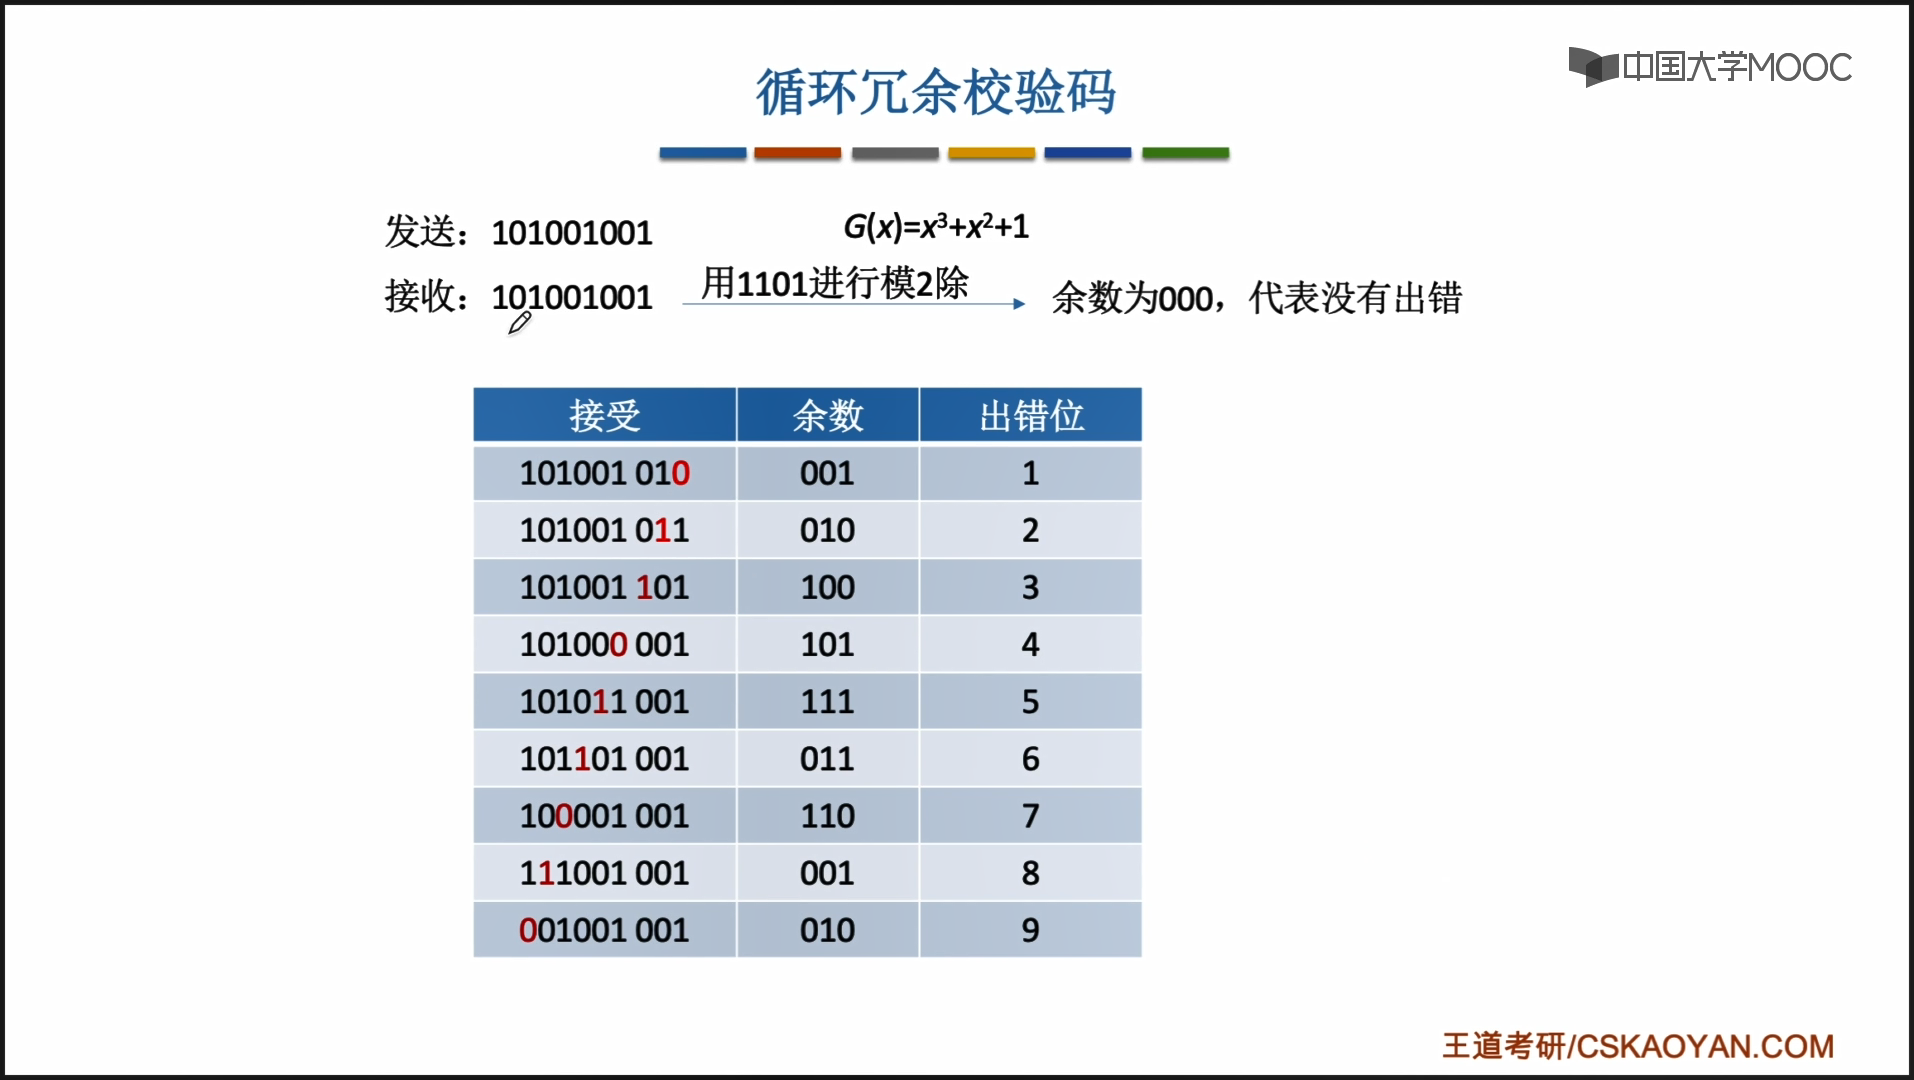 中国大学MOOC
循环冗余校验码
发送：101001001
G(x)=x³+x²+1
接收：101001001
用1101进行模2除
余数为000，代表没有出错
接受 余数 出错位
101001 010 001 1
101001 011 010 2
101001 101 100 3
101000 001 101 4
101011 001 111 5
101101 001 011 6
100001 001 110 7
111001 001 001 8
001001 001 010 9
王道考研/CSKAOYAN.COM